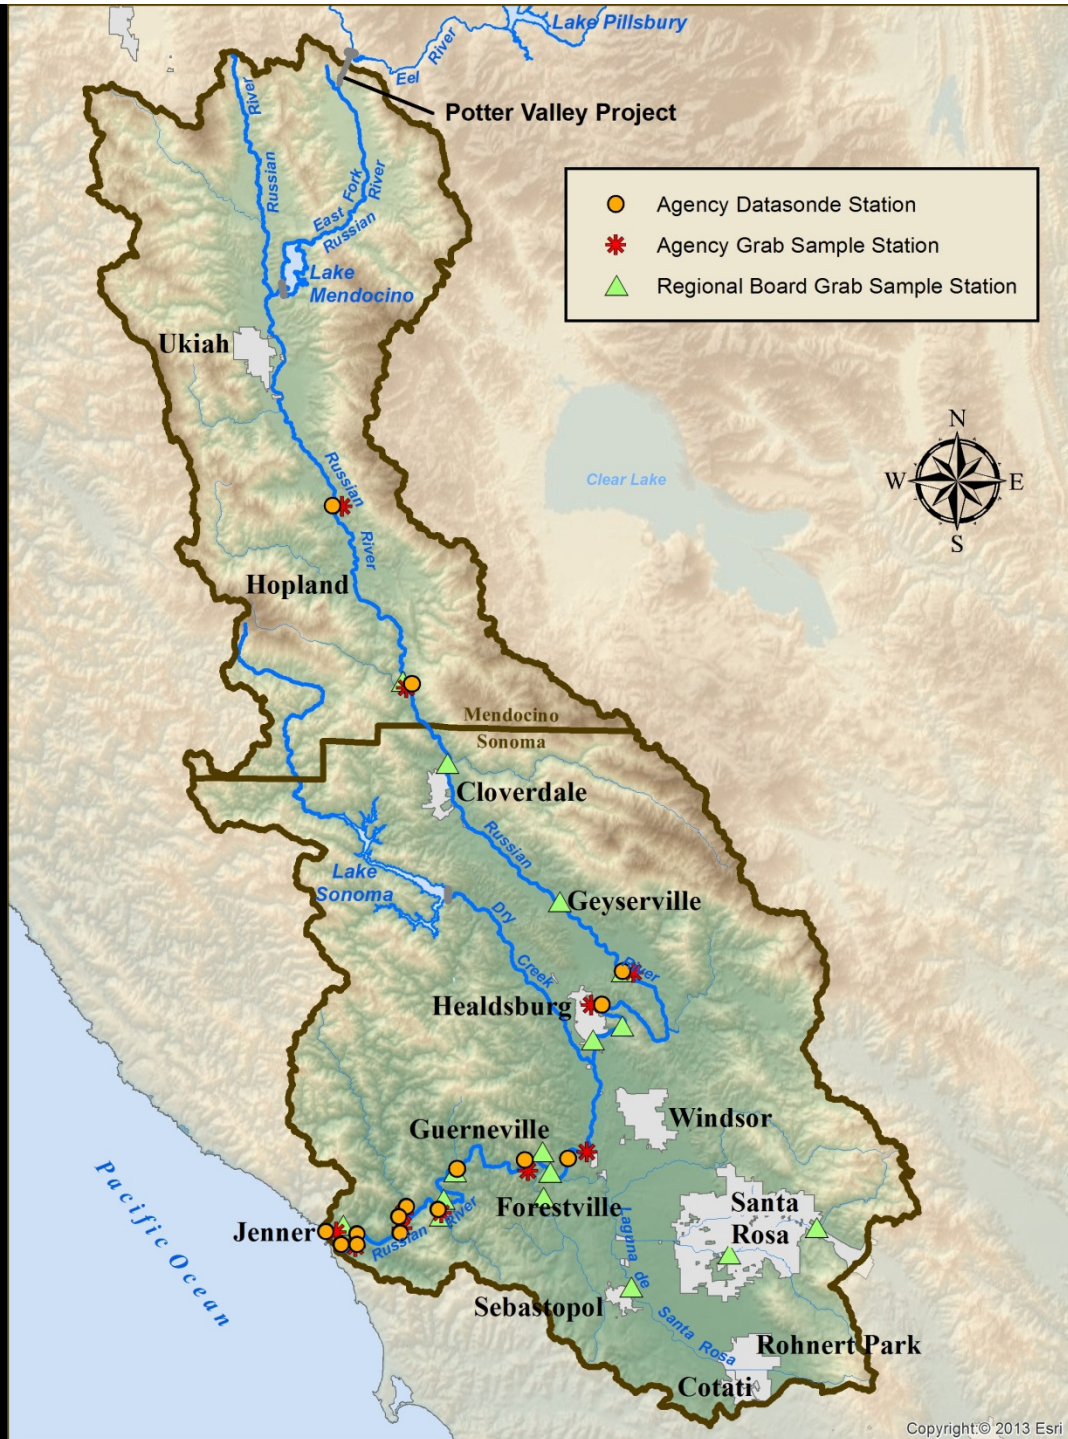 Lake Pillsbury
Eel
River
Potter Valley Project
River
Russian
East Fork
Russian
River
Agency Datasonde Station
Agency Grab Sample Station
Regional Board Grab Sample Station
Lake
Mendocino
Ukiah
Russian
River
Clear Lake
N
W
E
S
Hopland
Mendocino
Sonoma
Cloverdale
Russian
River
Lake
Sonoma
Dry
Creek
Geyserville
Healdsburg
Windsor
Guerneville
Forestville
Santa
Rosa
Jenner
Russian
River
Laguna de
Santa Rosa
Pacific Ocean
Sebastopol
Rohnert Park
Cotati
Copyright:© 2013 Esri